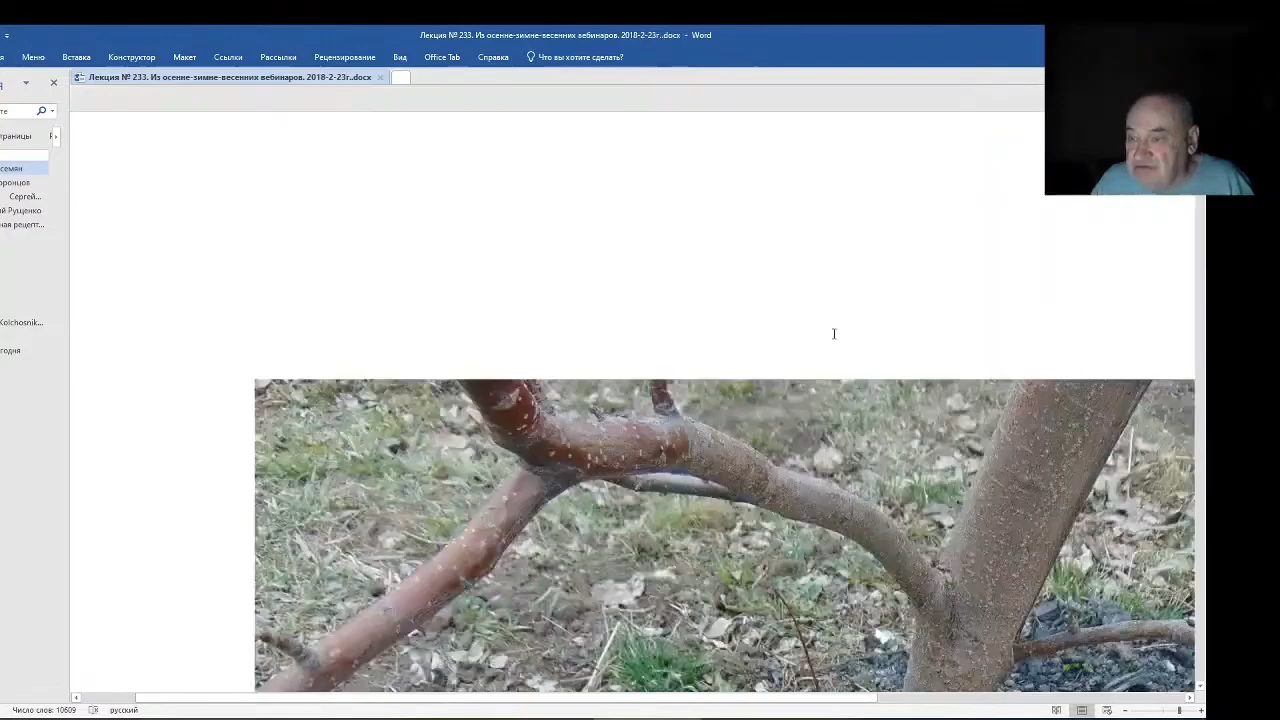 Лекция № 233. Из осенне-зимне-весенних вебинаров. 2018-2-23г..docx - Word
Меню Вставка Конструктор Макет Ссылки Рассылки Рецензирование Вид Office Tab Справка Что вы хотите сделать?
Лекция № 233. Из осенне-зимне-весенних вебинаров. 2018-2-23г..docx
те
траницы
семян
оронцов
Сергей...
й Рущенко
ная рецепт...
Kolchosnik...
годня
Число слов: 10609 русский